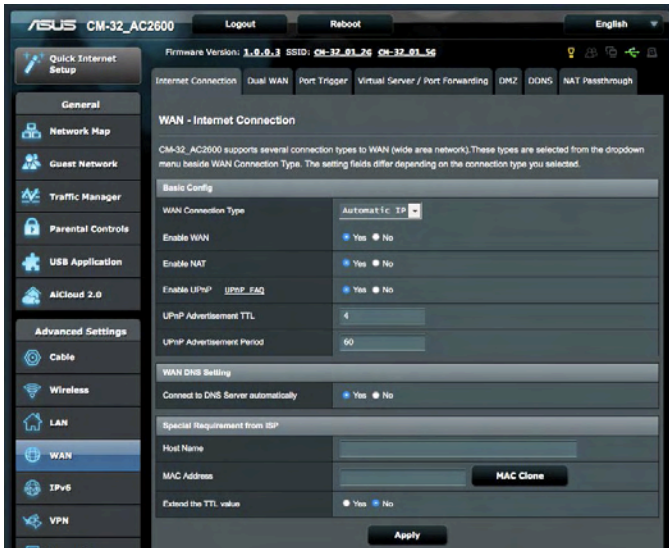 ASUS CM-32_AC2600 Logout Reboot English
Quick Internet Setup
Firmware Version: 1.0.0.3 SSID: CM-32_01_2G CM-32_01_5G
Internet Connection Dual WAN Port Trigger Virtual Server / Port Forwarding DMZ DDNS NAT Passthrough
General
Network Map
Guest Network
Traffic Manager
Parental Controls
USB Application
AiCloud 2.0
Advanced Settings
Cable
Wireless
LAN
WAN
IPv6
VPN
WAN - Internet Connection
CM-32_AC2600 supports several connection types to WAN (wide area network).These types are selected from the dropdown
menu beside WAN Connection Type. The setting fields differ depending on the connection type you selected.
Basic Config
WAN Connection Type Automatic IP
Enable WAN Yes No
Enable NAT Yes No
Enable UPnP UPnP FAQ Yes No
UPnP Advertisement TTL 4
UPnP Advertisement Period 60
WAN DNS Setting
Connect to DNS Server automatically Yes No
Special Requirement from ISP
Host Name
MAC Address MAC Clone
Extend the TTL value Yes No
Apply